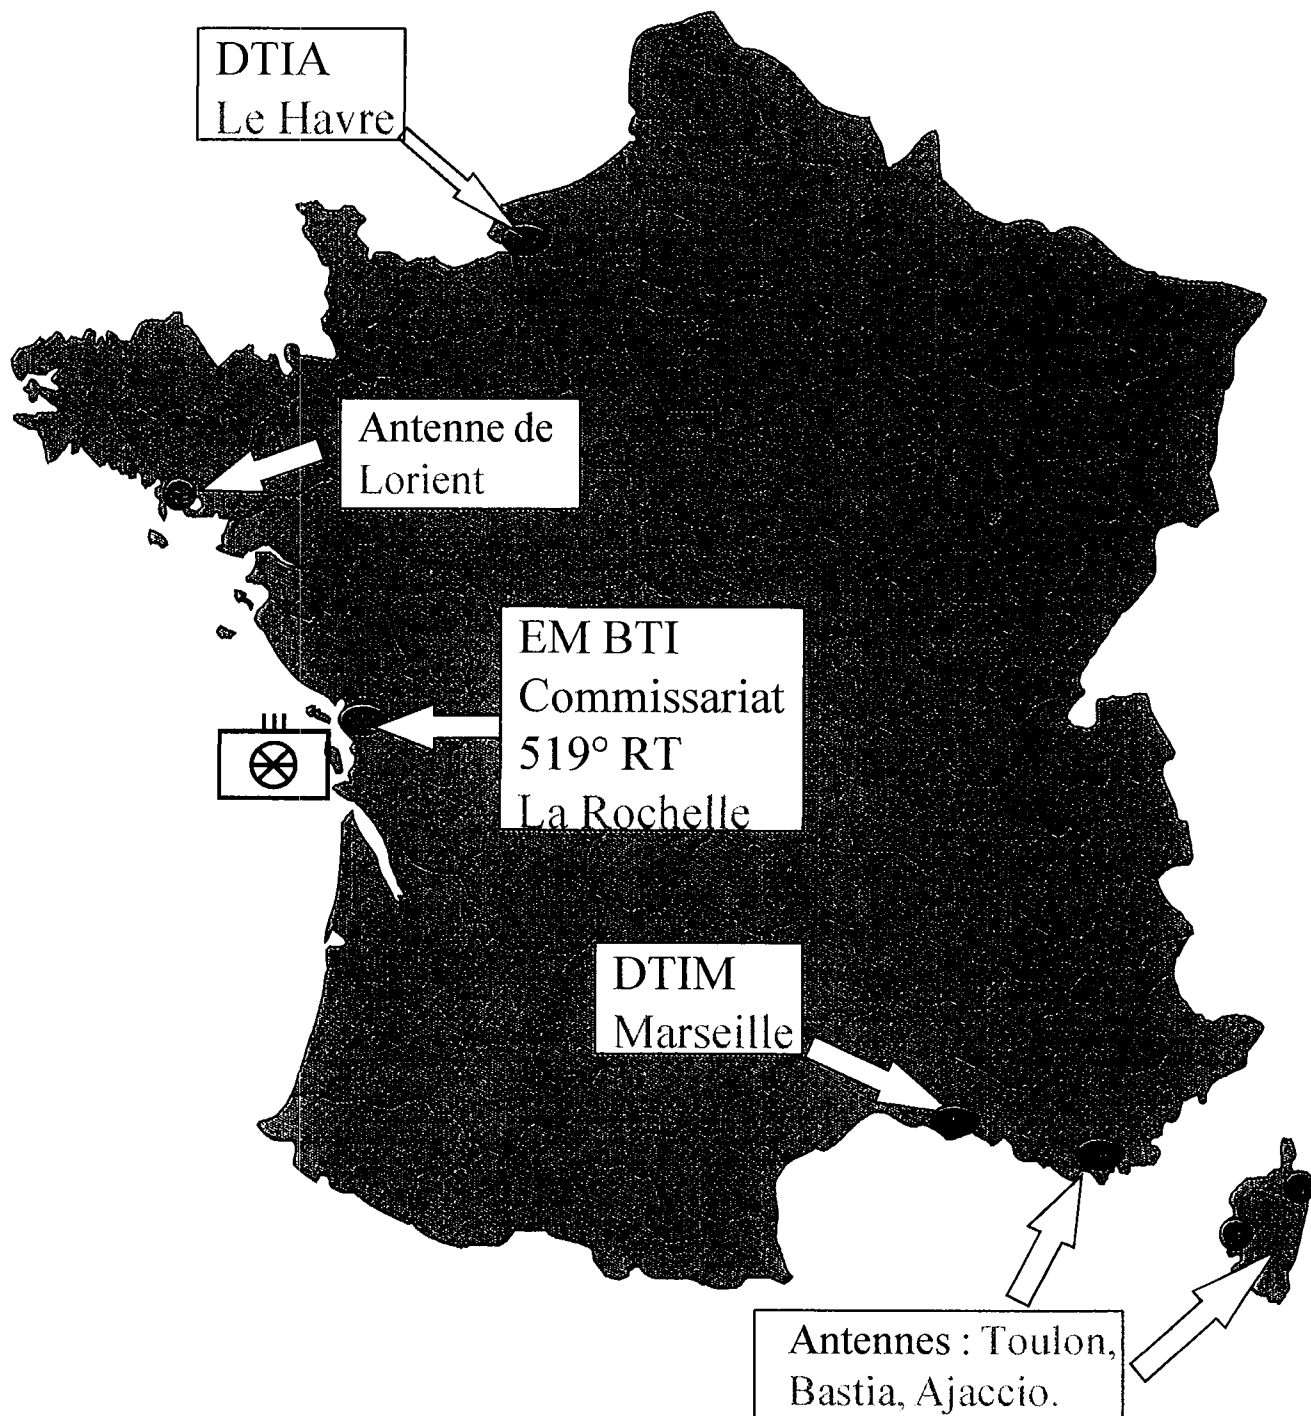 DTIA
Le Havre
Antenne de
Lorient
EM BTI
Commissariat
519° RT
La Rochelle
DTIM
Marseille
Antennes : Toulon,
Bastia, Ajaccio.